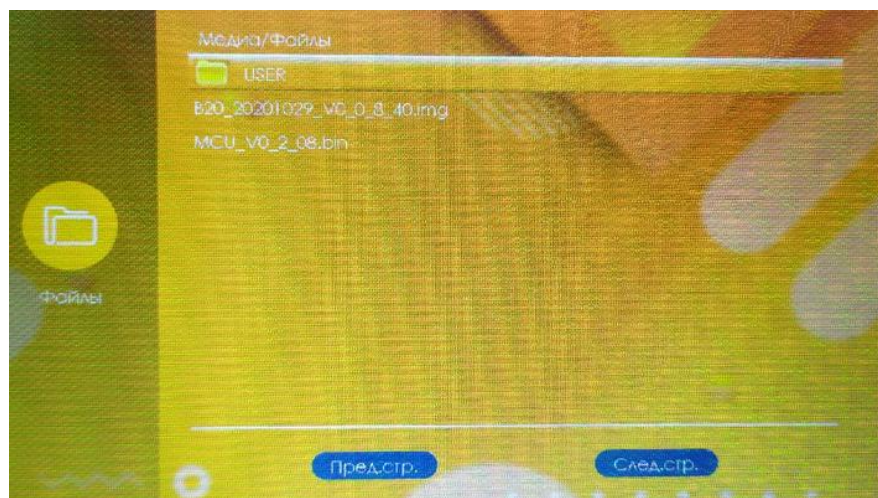 Медиа/Файлы
USER
B20_20201029_V0_0_8_40.img
MCU_V0_2_08.bin
Файлы
Пред.стр.
След.стр.